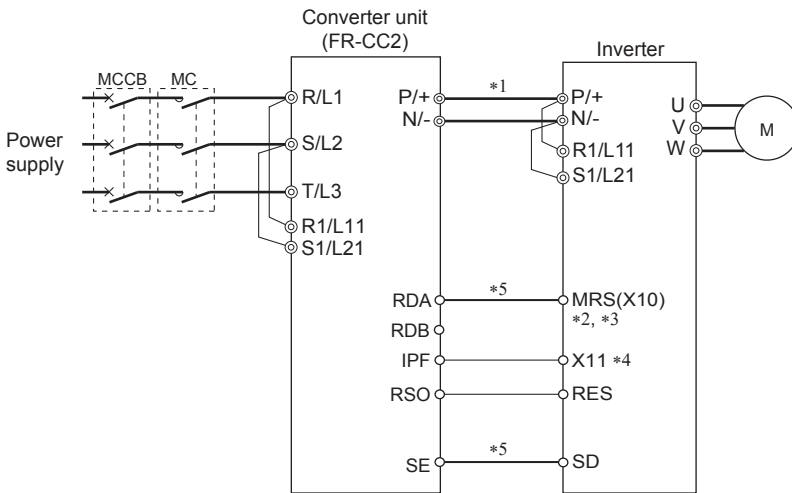 Converter unit
(FR-CC2)
Inverter
MCCB
MC
Power
supply
R/L1
S/L2
T/L3
R1/L11
S1/L21
P/+
N/-
*1
P/+
N/-
R1/L11
S1/L21
U
V
W
M
RDA
*5
MRS(X10)
*2, *3
RDB
IPF
X11 *4
RSO
RES
SE
*5
SD